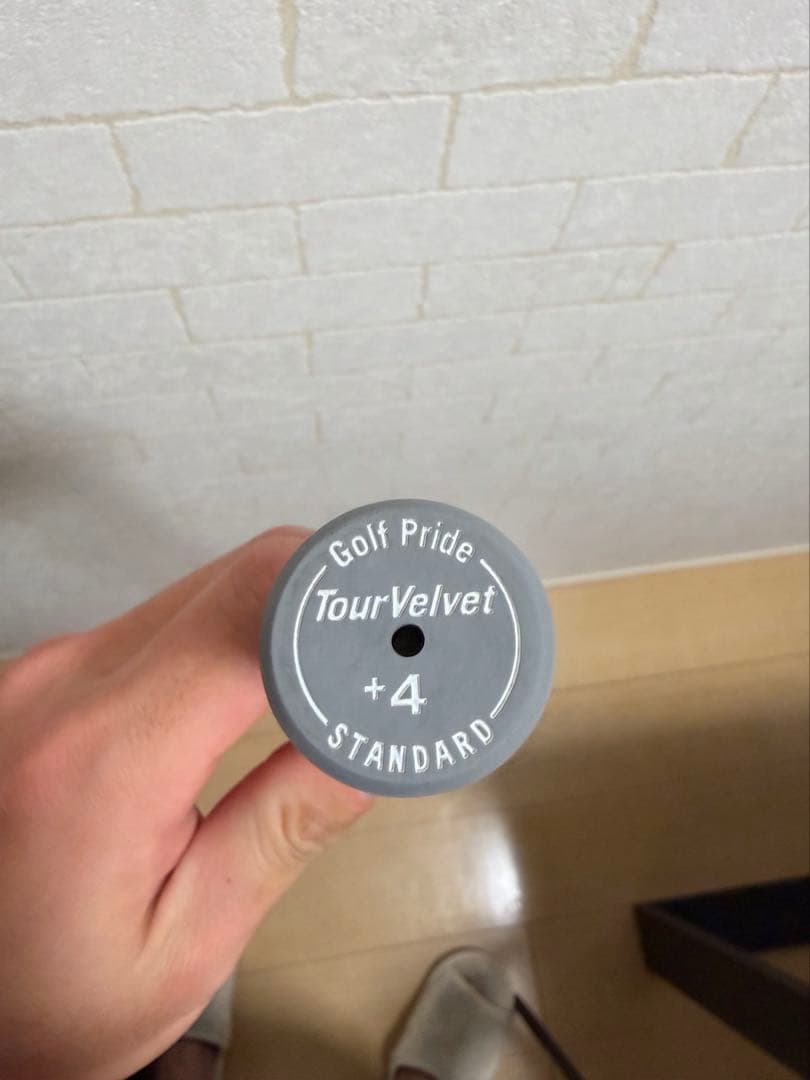 Golf Pride
TourVelvet
+4
STANDARD